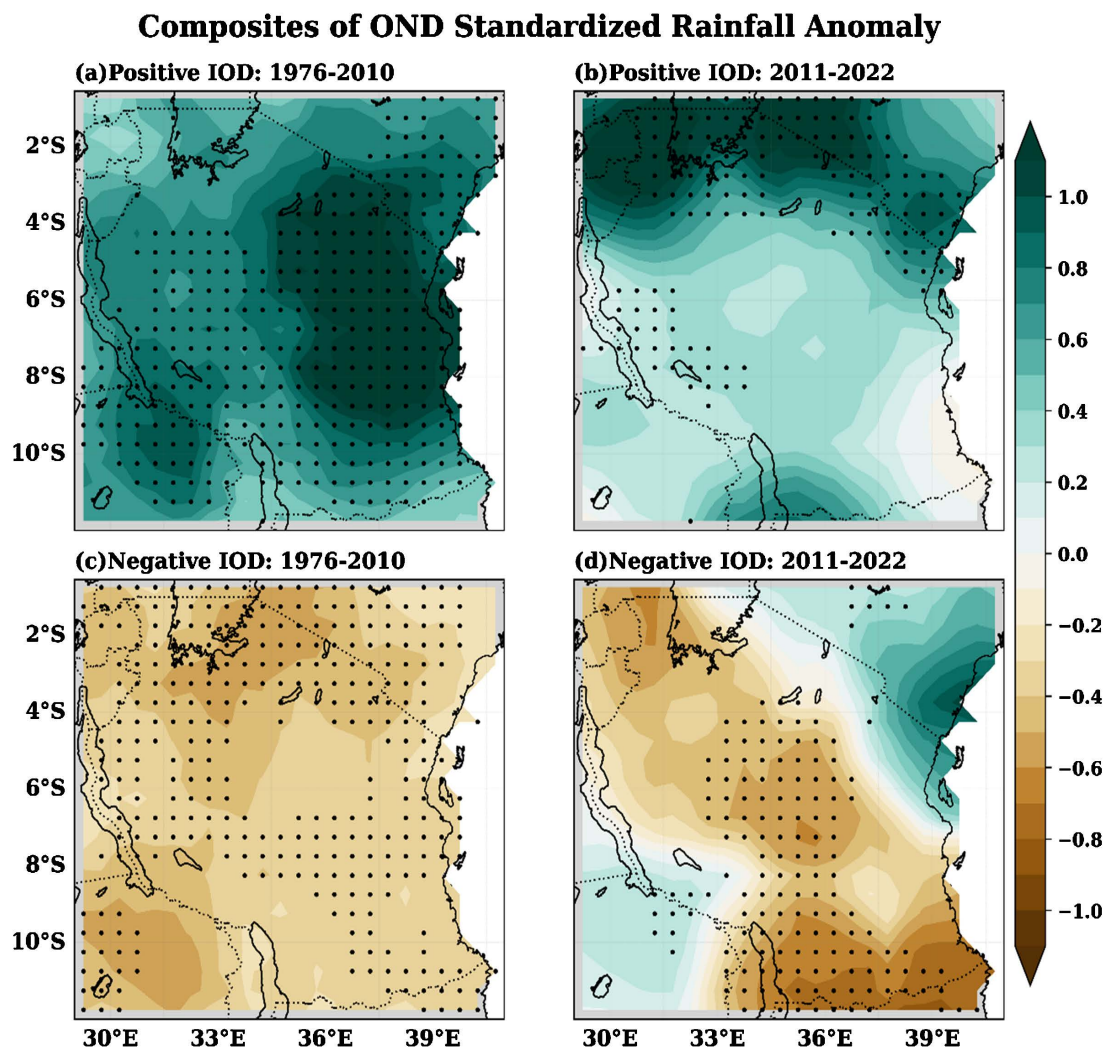 Composites of OND Standardized Rainfall Anomaly
(a)Positive IOD: 1976-2010
(b)Positive IOD: 2011-2022
2°S
4°S
6°S
8°S
10°S
1.0
0.8
0.6
0.4
0.2
0.0
−0.2
−0.4
−0.6
−0.8
−1.0
(c)Negative IOD: 1976-2010
(d)Negative IOD: 2011-2022
2°S
4°S
6°S
8°S
10°S
30°E 33°E 36°E 39°E 30°E 33°E 36°E 39°E